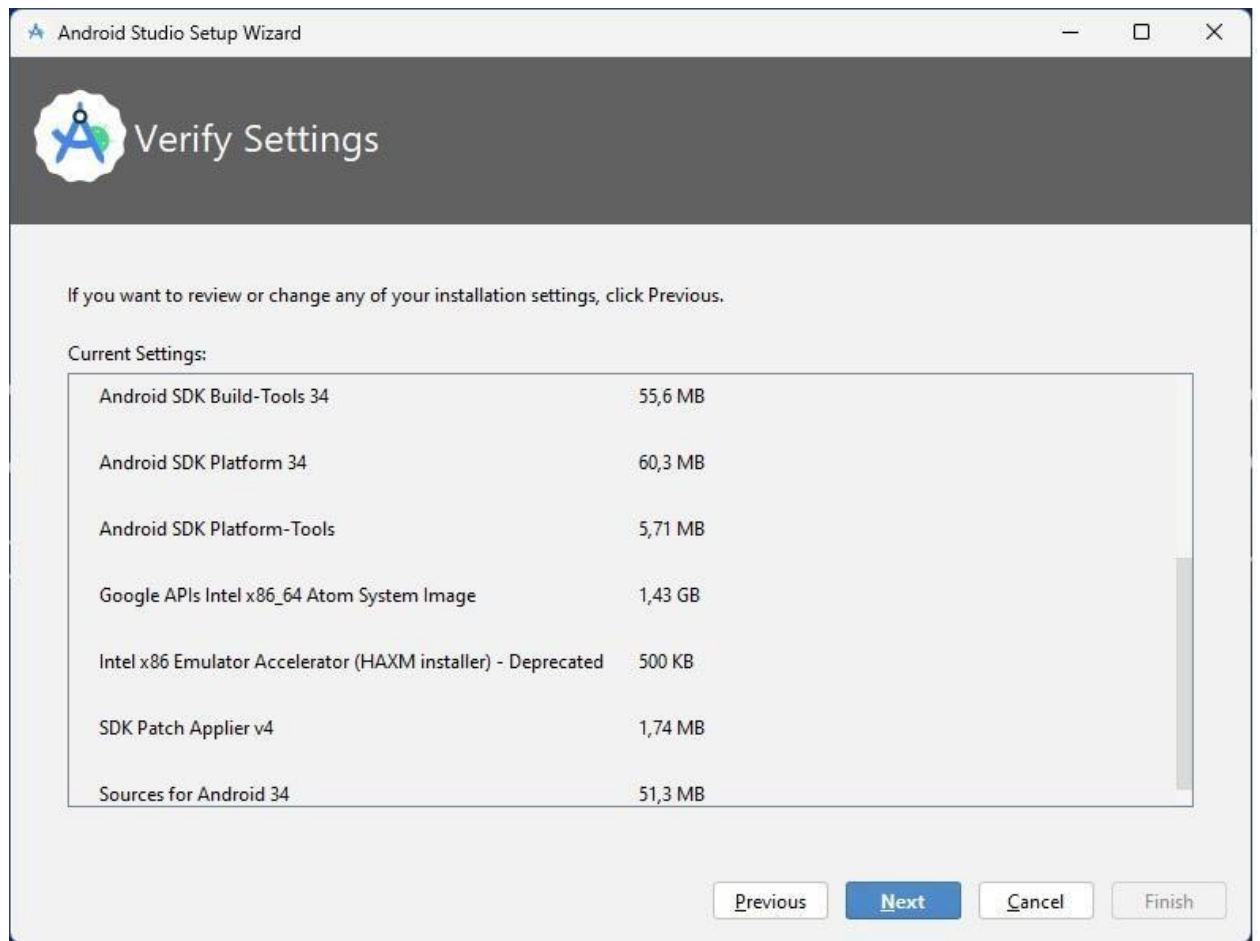 Android Studio Setup Wizard
Verify Settings
If you want to review or change any of your installation settings, click Previous.
Current Settings:
Android SDK Build-Tools 34 55,6 MB
Android SDK Platform 34 60,3 MB
Android SDK Platform-Tools 5,71 MB
Google APIs Intel x86_64 Atom System Image 1,43 GB
Intel x86 Emulator Accelerator (HAXM installer) - Deprecated 500 KB
SDK Patch Applier v4 1,74 MB
Sources for Android 34 51,3 MB
Previous Next Cancel Finish